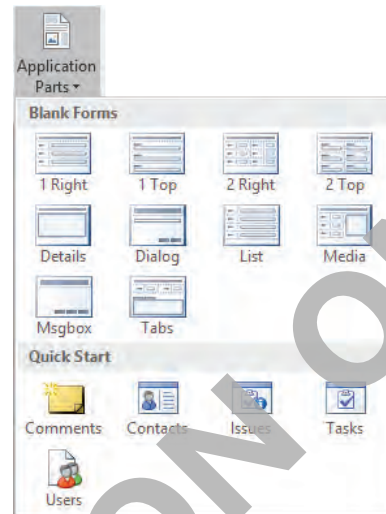 Application
Parts
Blank Forms
1 Right 1 Top 2 Right 2 Top
Details Dialog List Media
Msgbox Tabs
Quick Start
Comments Contacts Issues Tasks
Users